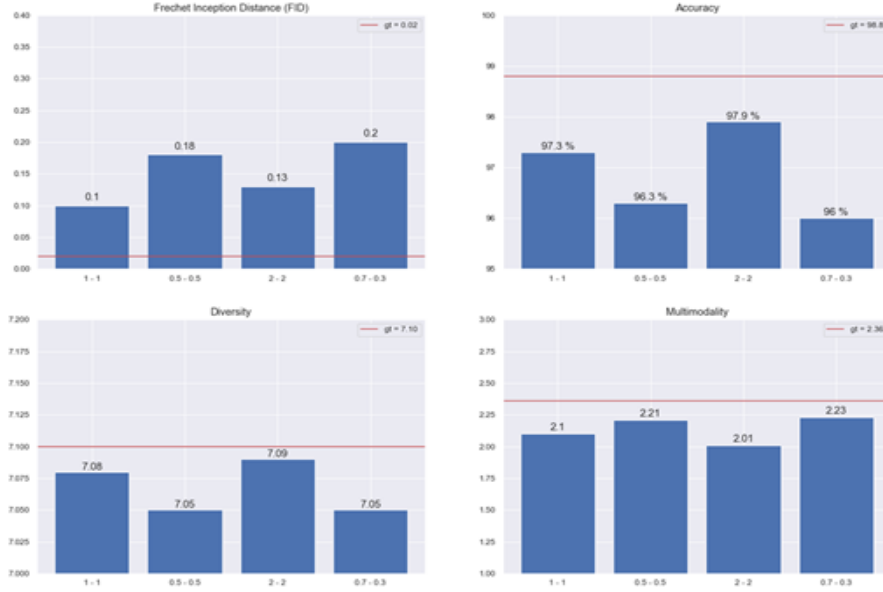 Frechet Inception Distance (FID)
0.40
0.35
0.30
0.25
0.20
0.15
0.10
0.05
0.00
gt = 0.02
0.1
0.18
0.13
0.2
1 - 1
0.5 - 0.5
2 - 2
0.7 - 0.3
Accuracy
100
99
98
97
96
95
gt = 98.8
97.3 %
96.3 %
97.9 %
96 %
1 - 1
0.5 - 0.5
2 - 2
0.7 - 0.3
Diversity
7.200
7.175
7.150
7.125
7.100
7.075
7.050
7.025
7.000
gt = 7.10
7.08
7.05
7.09
7.05
1 - 1
0.5 - 0.5
2 - 2
0.7 - 0.3
Multimodality
3.00
2.75
2.50
2.25
2.00
1.75
1.50
1.25
1.00
gt = 2.36
2.1
2.21
2.01
2.23
1 - 1
0.5 - 0.5
2 - 2
0.7 - 0.3